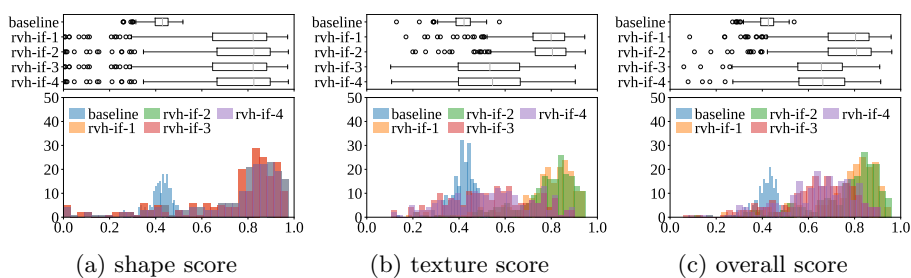 baseline
rvh-if-1
rvh-if-2
rvh-if-3
rvh-if-4
50
40
30
20
10
0
baseline rvh-if-2 rvh-if-4
rvh-if-1 rvh-if-3
0.0 0.2 0.4 0.6 0.8 1.0
(a) shape score
baseline
rvh-if-1
rvh-if-2
rvh-if-3
rvh-if-4
50
40
30
20
10
0
baseline rvh-if-2 rvh-if-4
rvh-if-1 rvh-if-3
0.0 0.2 0.4 0.6 0.8 1.0
(b) texture score
baseline
rvh-if-1
rvh-if-2
rvh-if-3
rvh-if-4
50
40
30
20
10
0
baseline rvh-if-2 rvh-if-4
rvh-if-1 rvh-if-3
0.0 0.2 0.4 0.6 0.8 1.0
(c) overall score